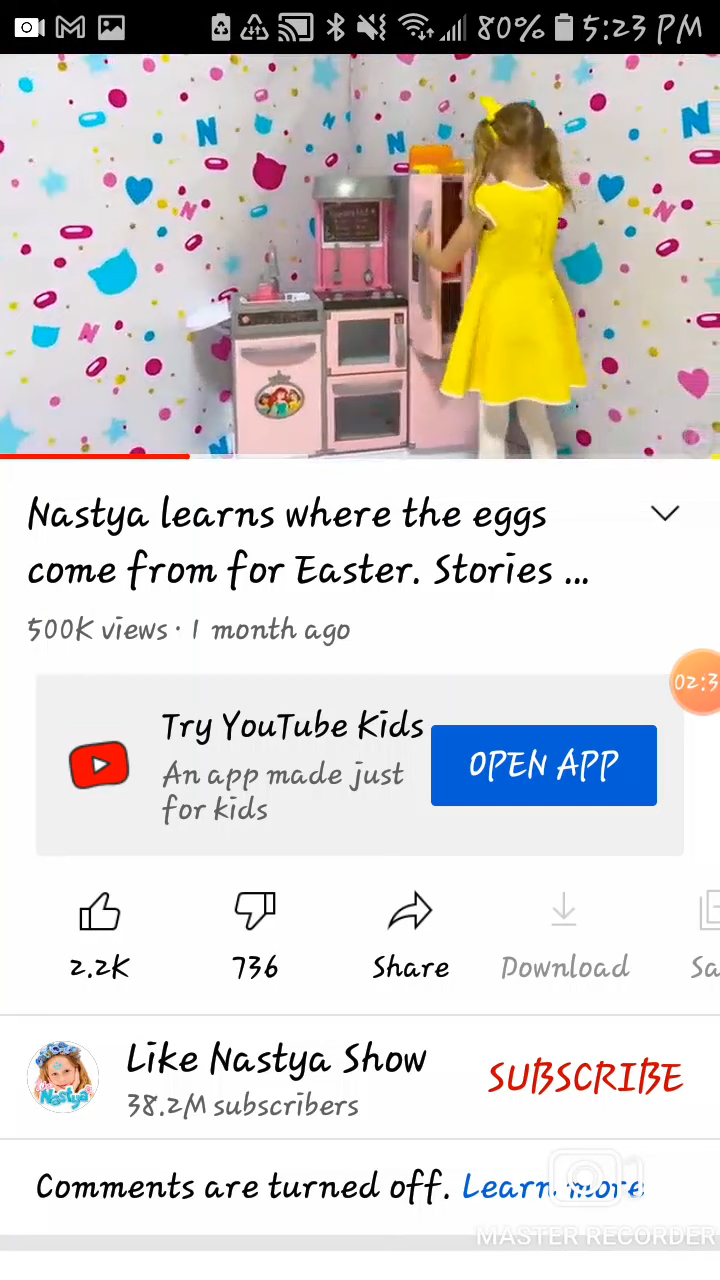 80% 5:23 PM
N
N
N
N
N
N
N
Nastya learns where the eggs
come from for Easter. Stories ...
500K views · 1 month ago
02:3
Try YouTube Kids
An app made just
for kids
OPEN APP
2.2K
736
Share
Download
Sa
Like Nastya Show
38.2M subscribers
SUBSCRIBE
Nastya
Comments are turned off. Learn more
MASTER RECORDER